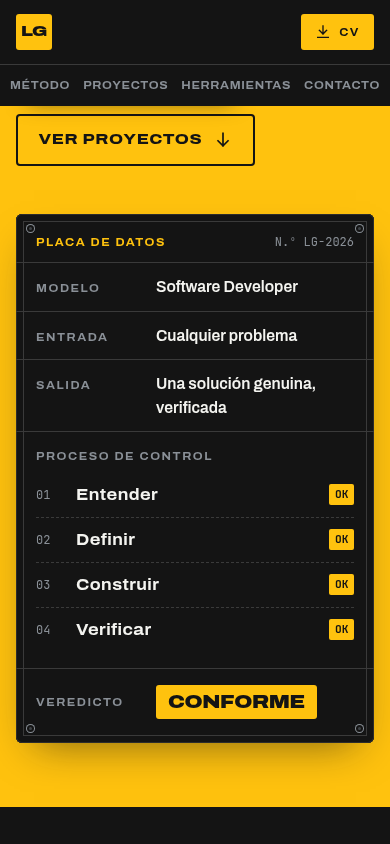 LG
CV
MÉTODO PROYECTOS HERRAMIENTAS CONTACTO
VER PROYECTOS
PLACA DE DATOS N.º LG-2026
MODELO Software Developer
ENTRADA Cualquier problema
SALIDA Una solución genuina,
verificada
PROCESO DE CONTROL
01 Entender OK
02 Definir OK
03 Construir OK
04 Verificar OK
VEREDICTO CONFORME